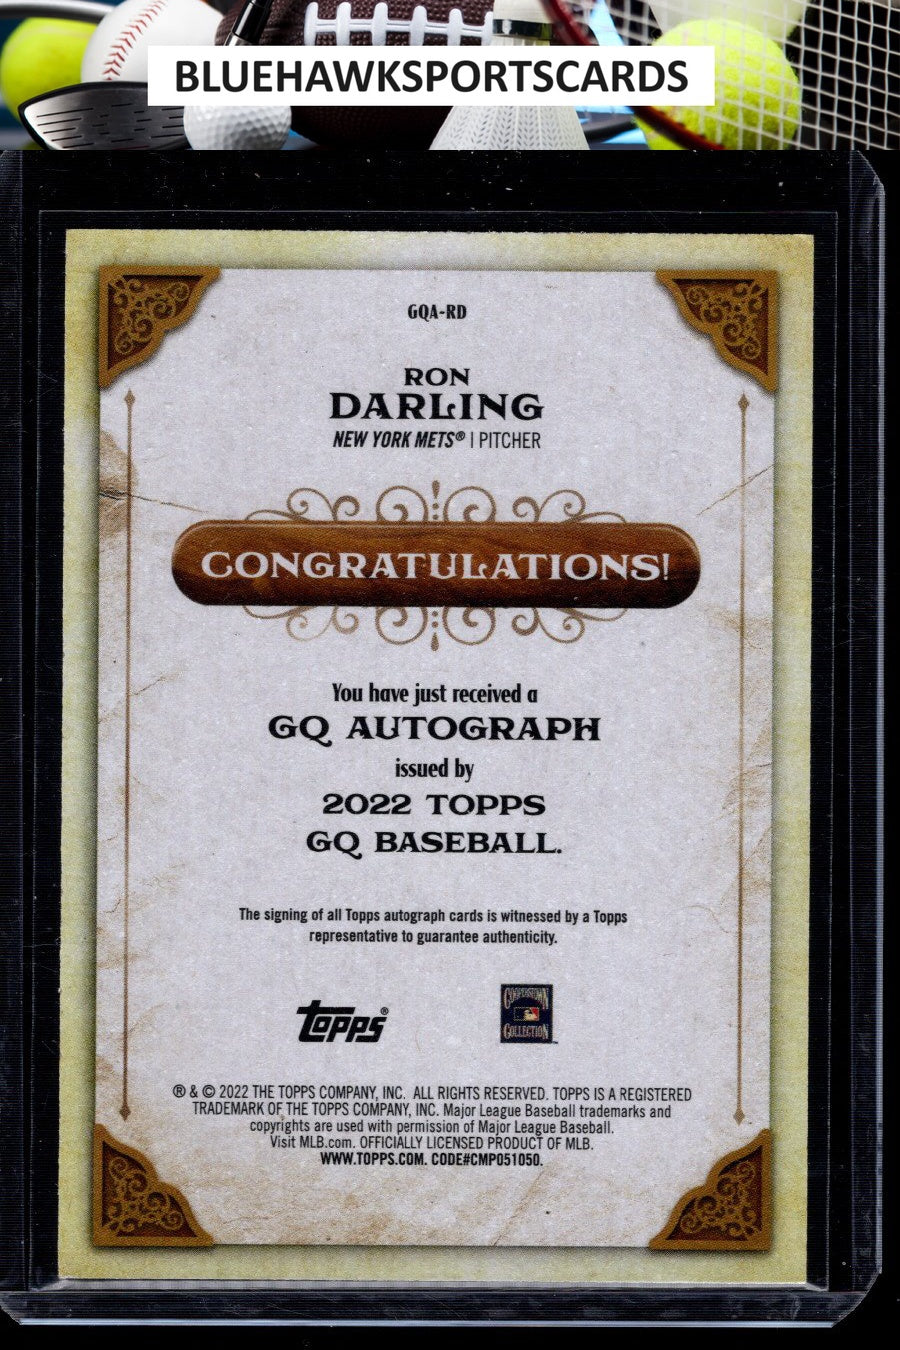 BLUEHAWKSPORTSCARDS
GQA-RD
RON
DARLING
NEW YORK METS® | PITCHER
CONGRATULATIONS!
You have just received a
GQ AUTOGRAPH
issued by
2022 TOPPS
GQ BASEBALL.
The signing of all Topps autograph cards is witnessed by a Topps
representative to guarantee authenticity.
topps®
COOPERSTOWN
COLLECTION
® & © 2022 THE TOPPS COMPANY, INC. ALL RIGHTS RESERVED. TOPPS IS A REGISTERED
TRADEMARK OF THE TOPPS COMPANY, INC. Major League Baseball trademarks and
copyrights are used with permission of Major League Baseball.
Visit MLB.com. OFFICIALLY LICENSED PRODUCT OF MLB.
WWW.TOPPS.COM. CODE#CMP051050.